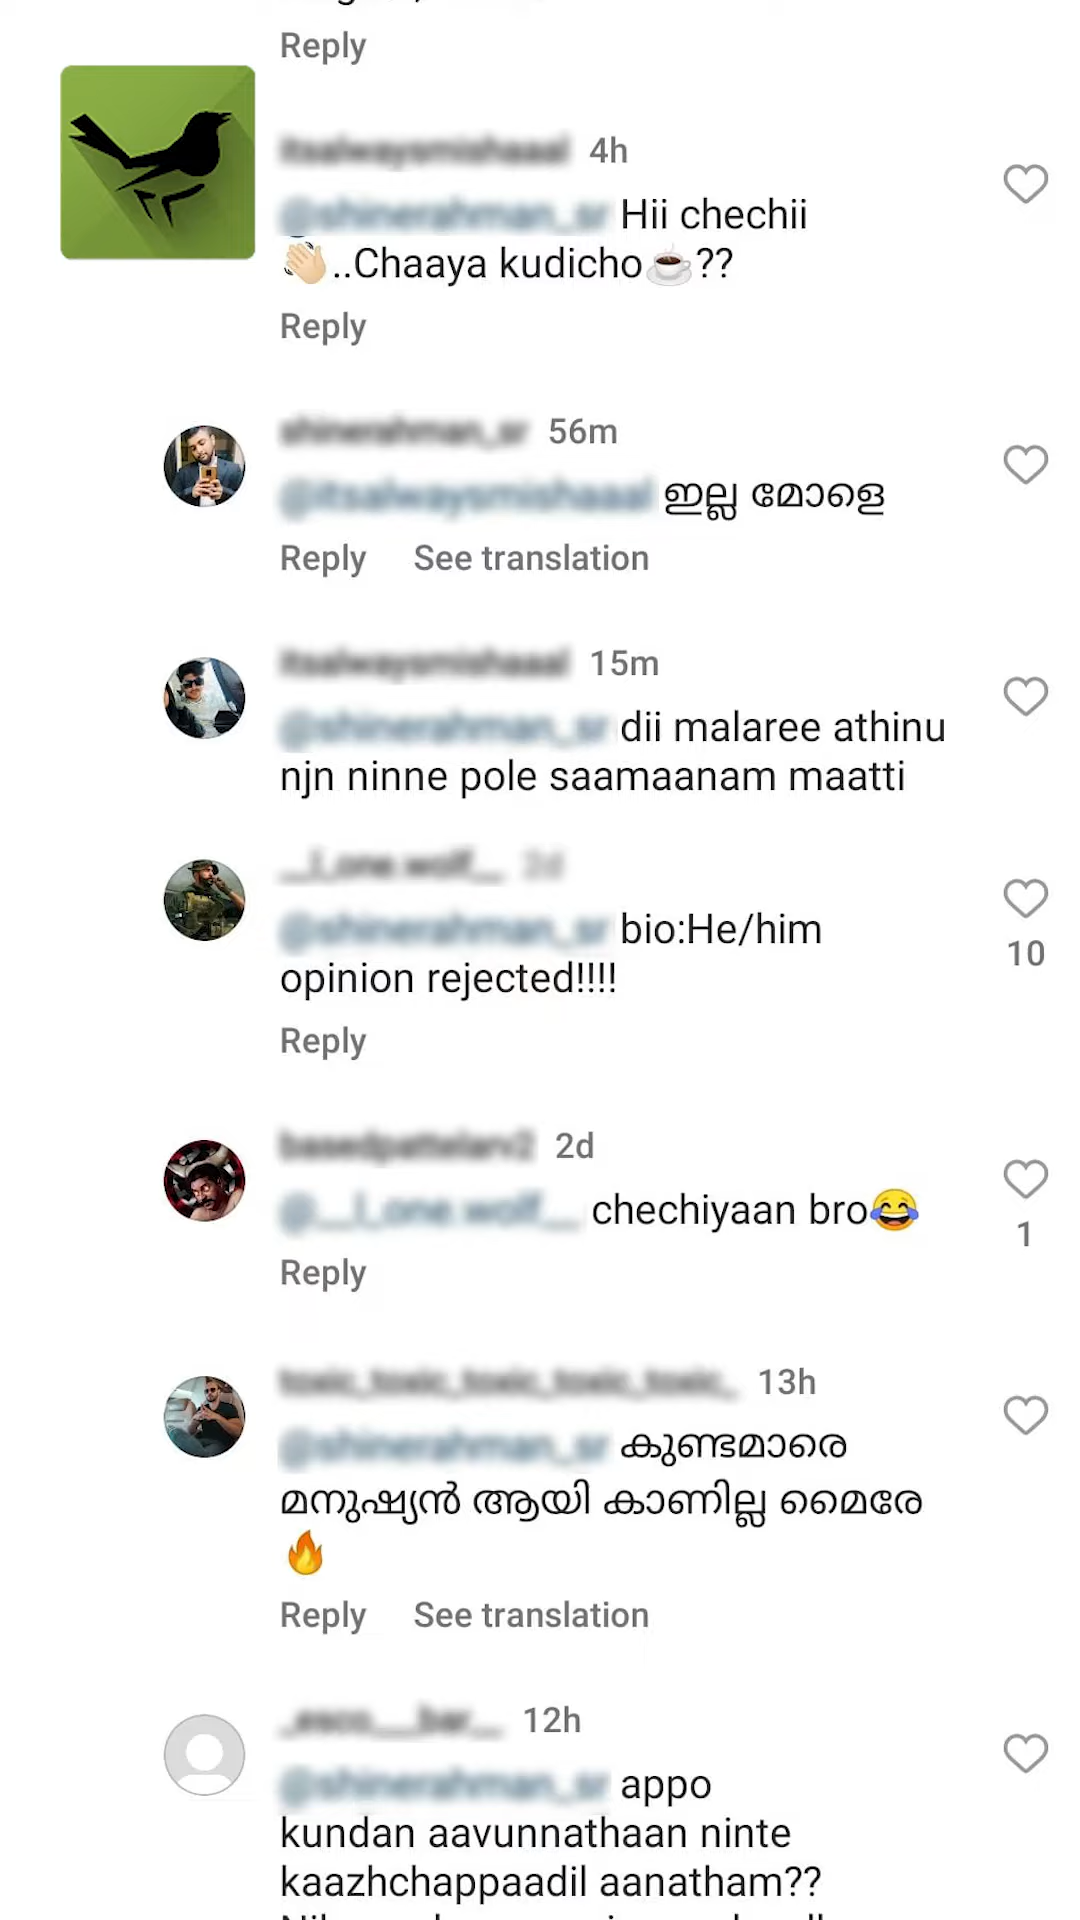 Reply
4h
Hii chechii
..Chaaya kudicho ??
Reply
56m
ഇല്ല മോളെ
Reply See translation
15m
dii malaree athinu
njn ninne pole saamaanam maatti
2d
bio:He/him
opinion rejected!!!!
10
Reply
2d
chechiyaan bro
1
Reply
13h
കുണ്ടമാരെ
മനുഷ്യൻ ആയി കാണില്ല മൈരേ
Reply See translation
12h
appo
kundan aavunnathaan ninte
kaazhchappaadil aanatham??